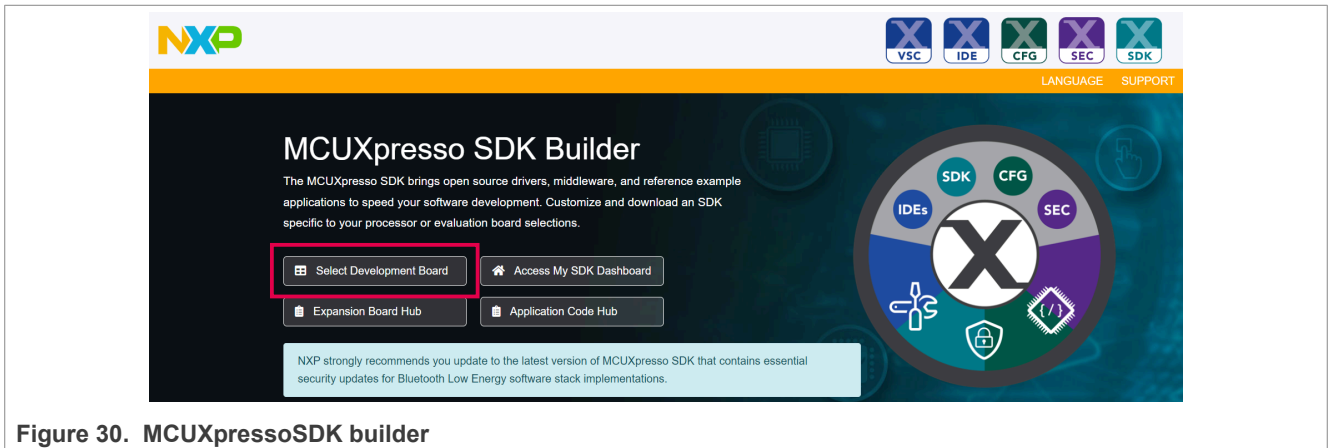 NXP
VSC IDE CFG SEC SDK
LANGUAGE SUPPORT
MCUXpresso SDK Builder
The MCUXpresso SDK brings open source drivers, middleware, and reference example
applications to speed your software development. Customize and download an SDK
specific to your processor or evaluation board selections.
Select Development Board
Access My SDK Dashboard
Expansion Board Hub
Application Code Hub
NXP strongly recommends you update to the latest version of MCUXpresso SDK that contains essential
security updates for Bluetooth Low Energy software stack implementations.
SDK CFG
IDEs SEC
X
{/}
Figure 30. MCUXpressoSDK builder